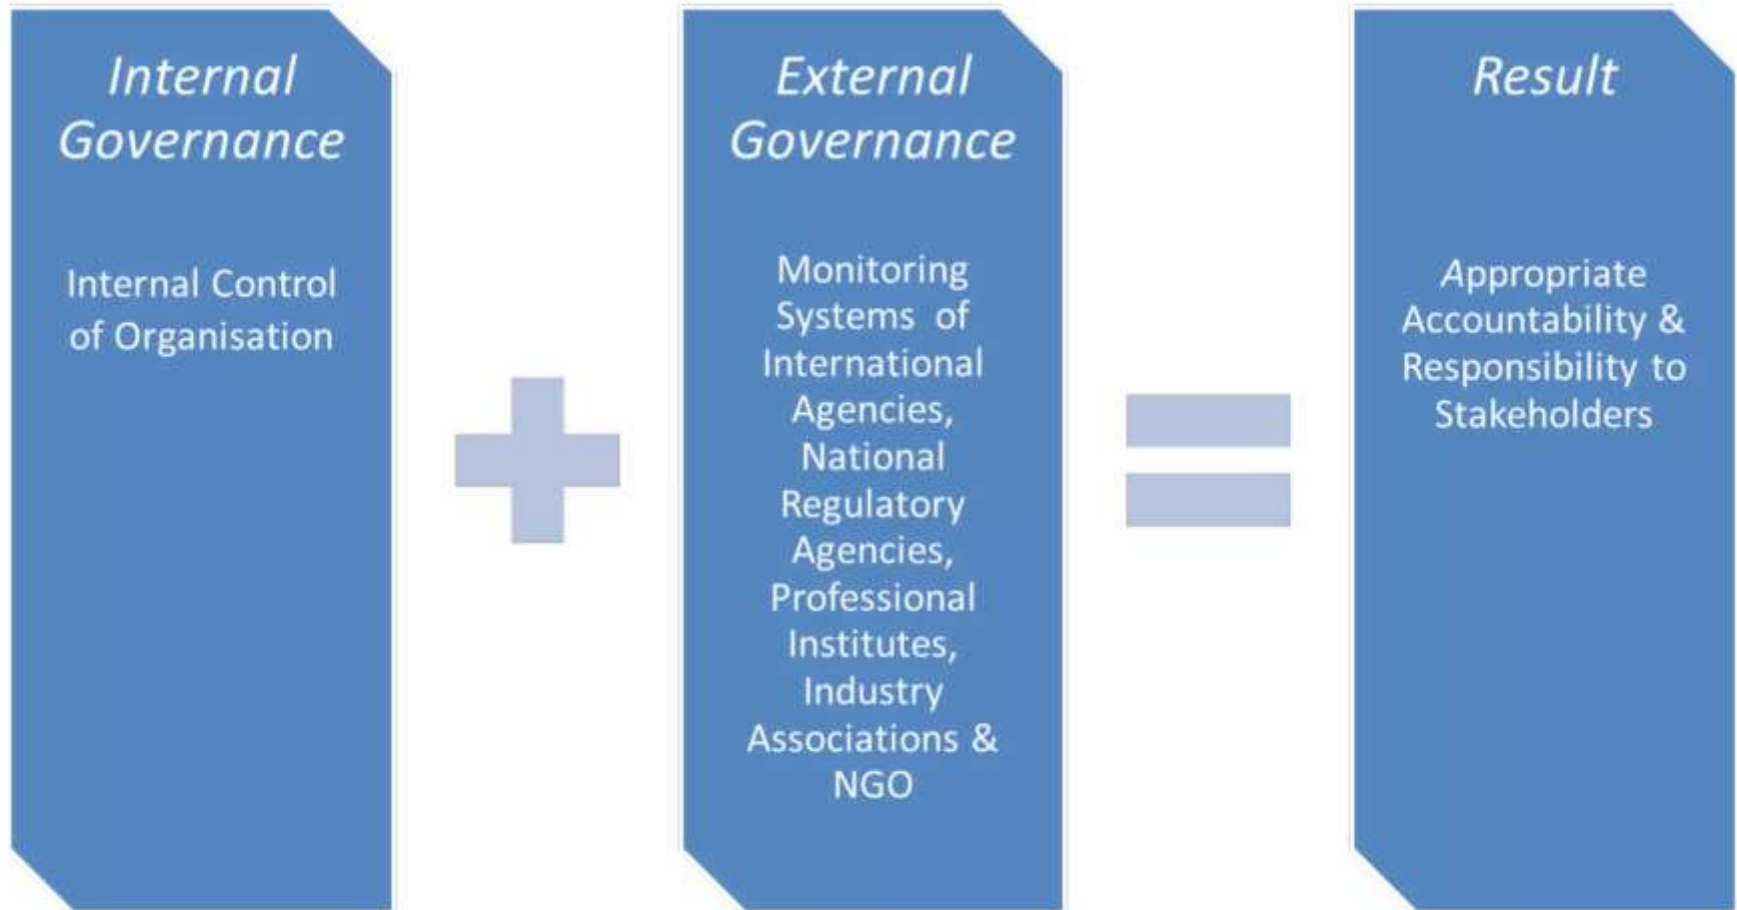 Internal
Governance
Internal Control
of Organisation
External
Governance
Monitoring
Systems of
International
Agencies,
National
Regulatory
Agencies,
Professional
Institutes,
Industry
Associations &
NGO
Result
Appropriate
Accountability &
Responsibility to
Stakeholders